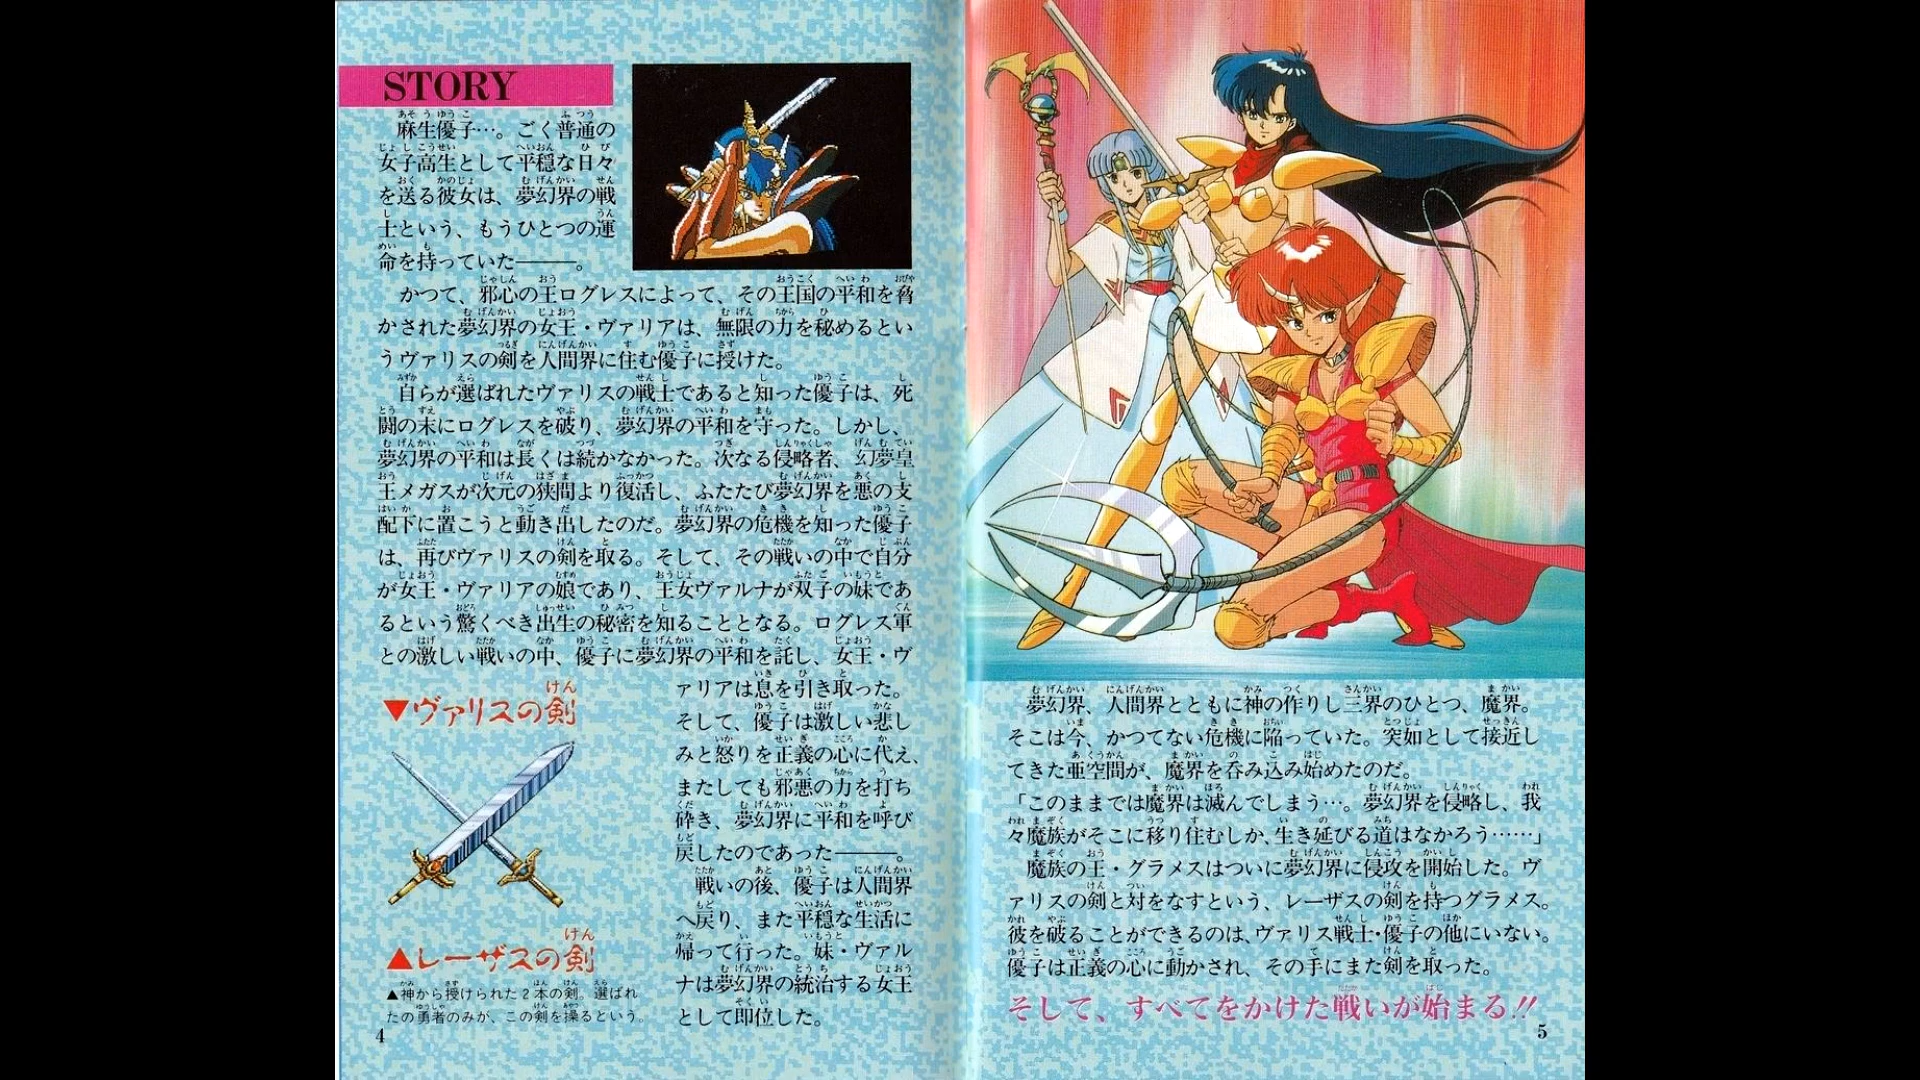 STORY
麻生優子…。ごく普通の
女子高生として平穏な日々
を送る彼女は、夢幻界の戦
士という、もうひとつの運
命を持っていた───。
かつて、邪心の王ログレスによって、その王国の平和を脅
かされた夢幻界の女王・ヴァリアは、無限の力を秘めるとい
うヴァリスの剣を人間界に住む優子に授けた。
自らが選ばれたヴァリスの戦士であると知った優子は、死
闘の末にログレスを破り、夢幻界の平和を守った。しかし、
夢幻界の平和は長くは続かなかった。次なる侵略者、幻夢皇
王メガスが次元の狭間より復活し、ふたたび夢幻界を悪の支
配下に置こうと動き出したのだ。夢幻界の危機を知った優子
は、再びヴァリスの剣を取る。そして、その戦いの中で自分
が女王・ヴァリアの娘であり、王女ヴァルナが双子の妹であ
るという驚くべき出生の秘密を知ることとなる。ログレス軍
との激しい戦いの中、優子に夢幻界の平和を託し、女王・ヴ
ァリアは息を引き取った。
そして、優子は激しい悲し
みと怒りを正義の心に代え、
またしても邪悪の力を打ち
砕き、夢幻界に平和を呼び
戻したのであった───。
戦いの後、優子は人間界
へ戻り、また平穏な生活に
帰って行った。妹・ヴァル
ナは夢幻界の統治する女王
として即位した。
▼ヴァリスの剣
▲レーザスの剣
▲神から授けられた2本の剣。選ばれ
たの勇者のみが、この剣を操るという。
4
夢幻界、人間界とともに神の作りし三界のひとつ、魔界。
そこは今、かつてない危機に陥っていた。突如として接近し
てきた亜空間が、魔界を呑み込み始めたのだ。
「このままでは魔界は滅んでしまう…。夢幻界を侵略し、我
々魔族がそこに移り住むしか、生き延びる道はなかろう……」
魔族の王・グラメスはついに夢幻界に侵攻を開始した。ヴ
ァリスの剣と対をなすという、レーザスの剣を持つグラメス。
彼を破ることができるのは、ヴァリス戦士・優子の他にいない。
優子は正義の心に動かされ、その手にまた剣を取った。
そして、すべてをかけた戦いが始まる!!
5